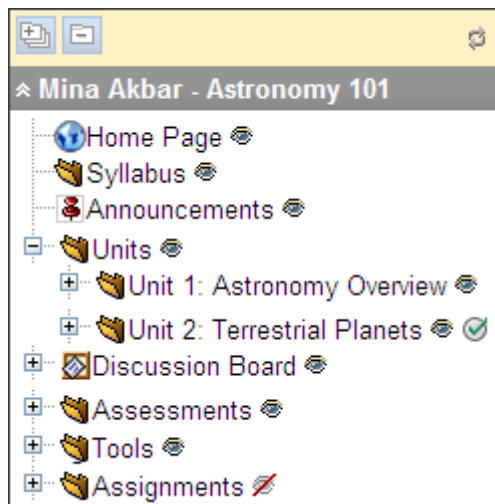 Mina Akbar - Astronomy 101
Home Page
Syllabus
Announcements
Units
Unit 1: Astronomy Overview
Unit 2: Terrestrial Planets
Discussion Board
Assessments
Tools
Assignments